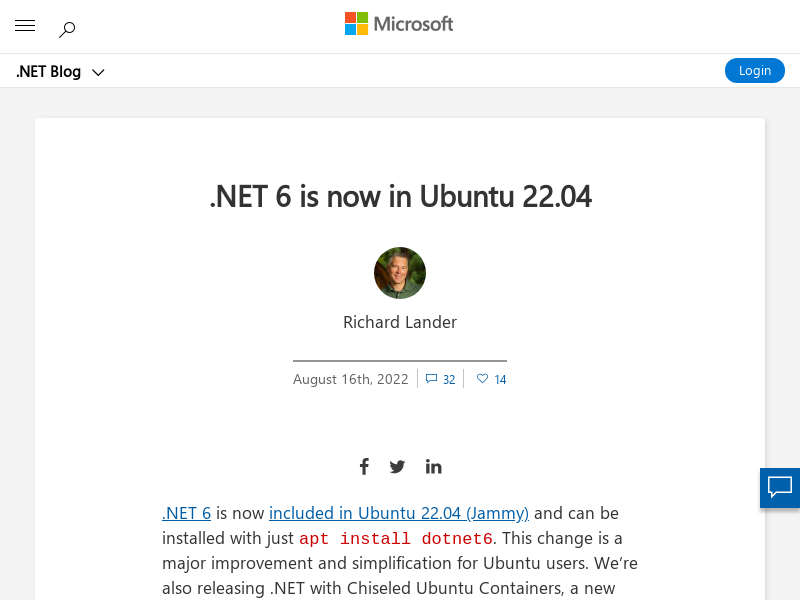 Microsoft
.NET Blog
Login
.NET 6 is now in Ubuntu 22.04
Richard Lander
August 16th, 2022 32 14
.NET 6 is now included in Ubuntu 22.04 (Jammy) and can be
installed with just apt install dotnet6. This change is a
major improvement and simplification for Ubuntu users. We’re
also releasing .NET with Chiseled Ubuntu Containers, a new